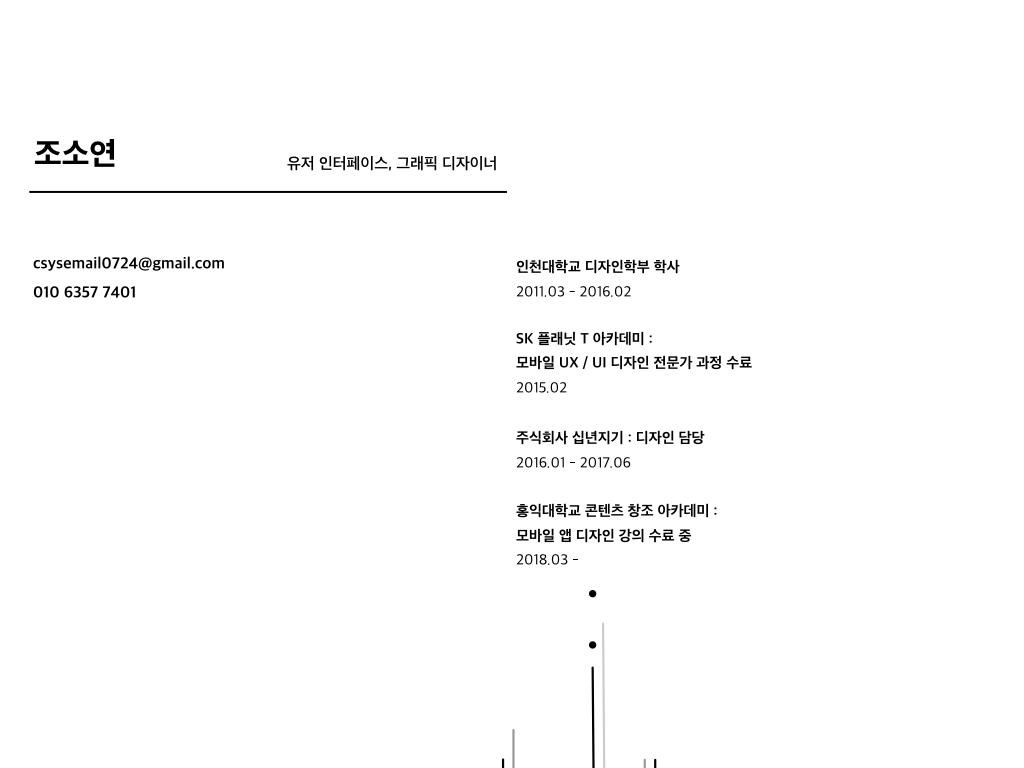 조소연
유저 인터페이스, 그래픽 디자이너
csysemail0724@gmail.com
010 6357 7401
인천대학교 디자인학부 학사
2011.03 - 2016.02
SK 플래닛 T 아카데미 :
모바일 UX / UI 디자인 전문가 과정 수료
2015.02
주식회사 십년지기 : 디자인 담당
2016.01 - 2017.06
홍익대학교 콘텐츠 창조 아카데미 :
모바일 앱 디자인 강의 수료 중
2018.03 -